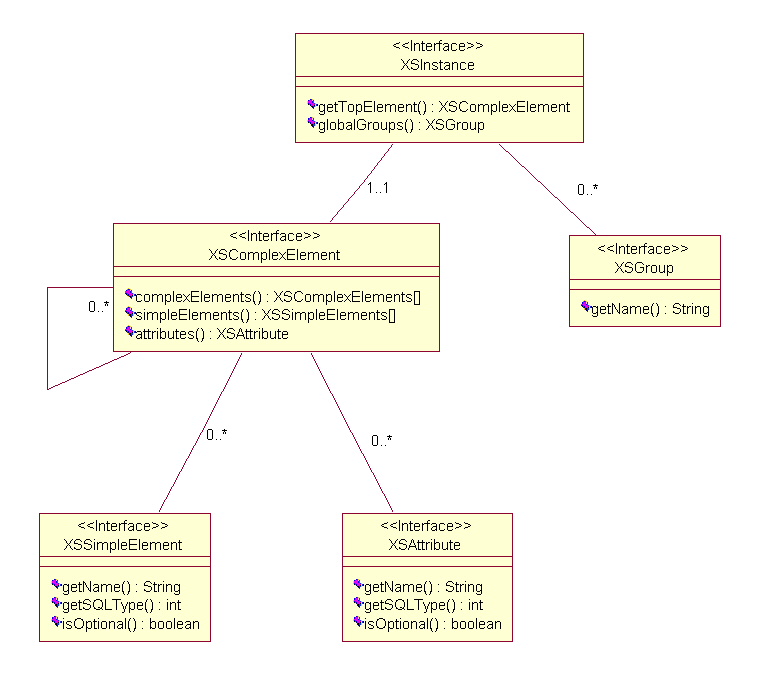 <<Interface>>
XSInstance
getTopElement() : XSComplexElement
globalGroups() : XSGroup
1..1
0..*
<<Interface>>
XSComplexElement
complexElements() : XSComplexElements[]
simpleElements() : XSSimpleElements[]
attributes() : XSAttribute
0..*
<<Interface>>
XSGroup
getName() : String
0..*
0..*
<<Interface>>
XSSimpleElement
getName() : String
getSQLType() : int
isOptional() : boolean
<<Interface>>
XSAttribute
getName() : String
getSQLType() : int
isOptional() : boolean